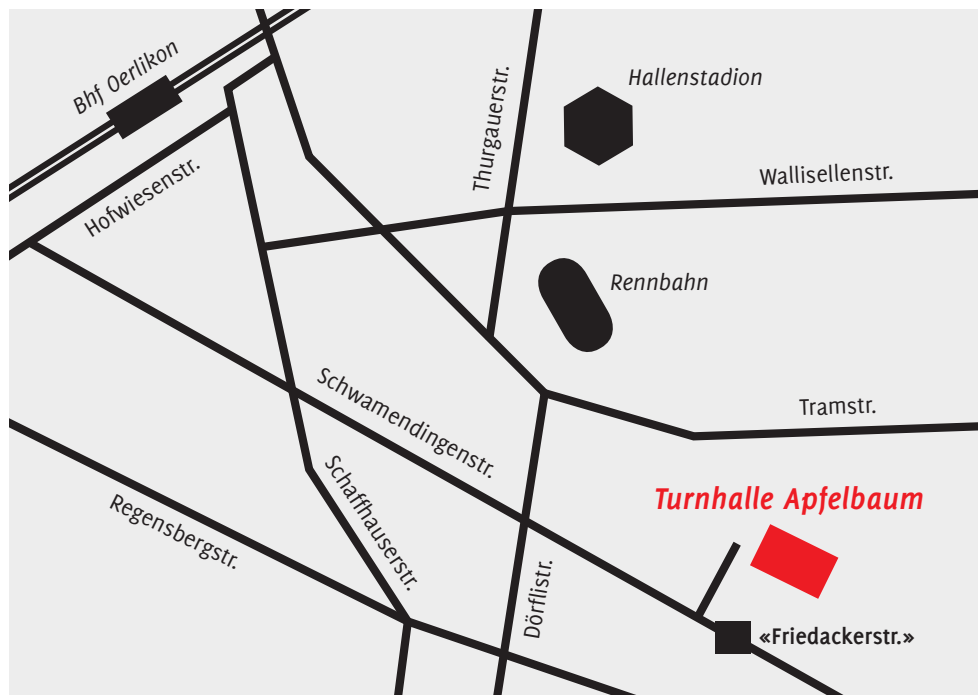 Bhf Oerlikon
Hallenstadion
Thurgauerstr.
Wallisellenstr.
Hofwiesenstr.
Rennbahn
Schwamendingenstr.
Tramstr.
Schaffhauserstr.
Turnhalle Apfelbaum
Regensbergstr.
Dörflistr.
«Friedackerstr.»